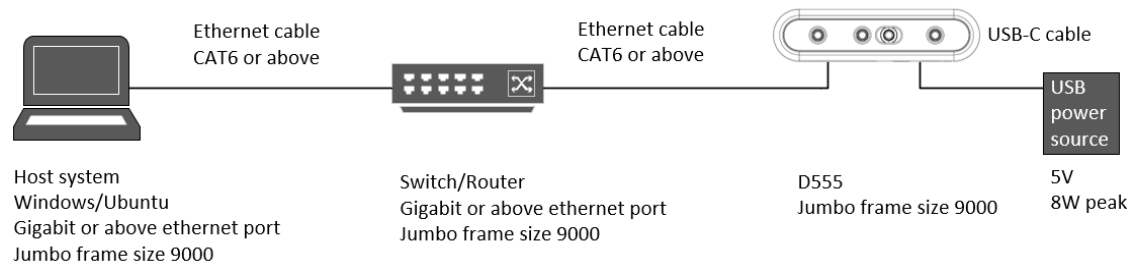 Ethernet cable
CAT6 or above
Ethernet cable
CAT6 or above
USB-C cable
USB
power
source
Host system
Windows/Ubuntu
Gigabit or above ethernet port
Jumbo frame size 9000
Switch/Router
Gigabit or above ethernet port
Jumbo frame size 9000
D555
Jumbo frame size 9000
5V
8W peak